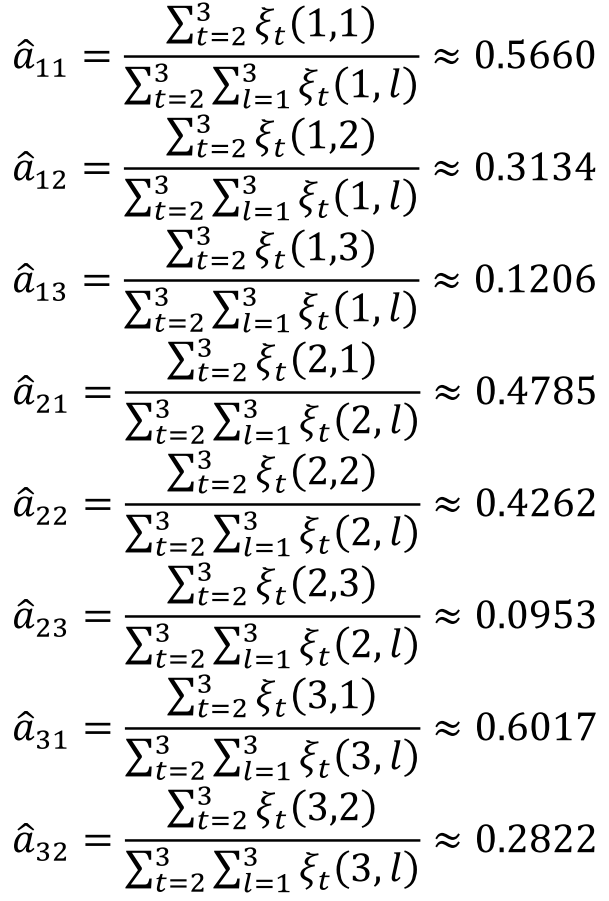 â₁₁ = ∑³ₜ₌₂ ξₜ(1,1) / ∑³ₜ₌₂ ∑³ₗ₌₁ ξₜ(1, l) ≈ 0.5660
â₁₂ = ∑³ₜ₌₂ ξₜ(1,2) / ∑³ₜ₌₂ ∑³ₗ₌₁ ξₜ(1, l) ≈ 0.3134
â₁₃ = ∑³ₜ₌₂ ξₜ(1,3) / ∑³ₜ₌₂ ∑³ₗ₌₁ ξₜ(1, l) ≈ 0.1206
â₂₁ = ∑³ₜ₌₂ ξₜ(2,1) / ∑³ₜ₌₂ ∑³ₗ₌₁ ξₜ(2, l) ≈ 0.4785
â₂₂ = ∑³ₜ₌₂ ξₜ(2,2) / ∑³ₜ₌₂ ∑³ₗ₌₁ ξₜ(2, l) ≈ 0.4262
â₂₃ = ∑³ₜ₌₂ ξₜ(2,3) / ∑³ₜ₌₂ ∑³ₗ₌₁ ξₜ(2, l) ≈ 0.0953
â₃₁ = ∑³ₜ₌₂ ξₜ(3,1) / ∑³ₜ₌₂ ∑³ₗ₌₁ ξₜ(3, l) ≈ 0.6017
â₃₂ = ∑³ₜ₌₂ ξₜ(3,2) / ∑³ₜ₌₂ ∑³ₗ₌₁ ξₜ(3, l) ≈ 0.2822